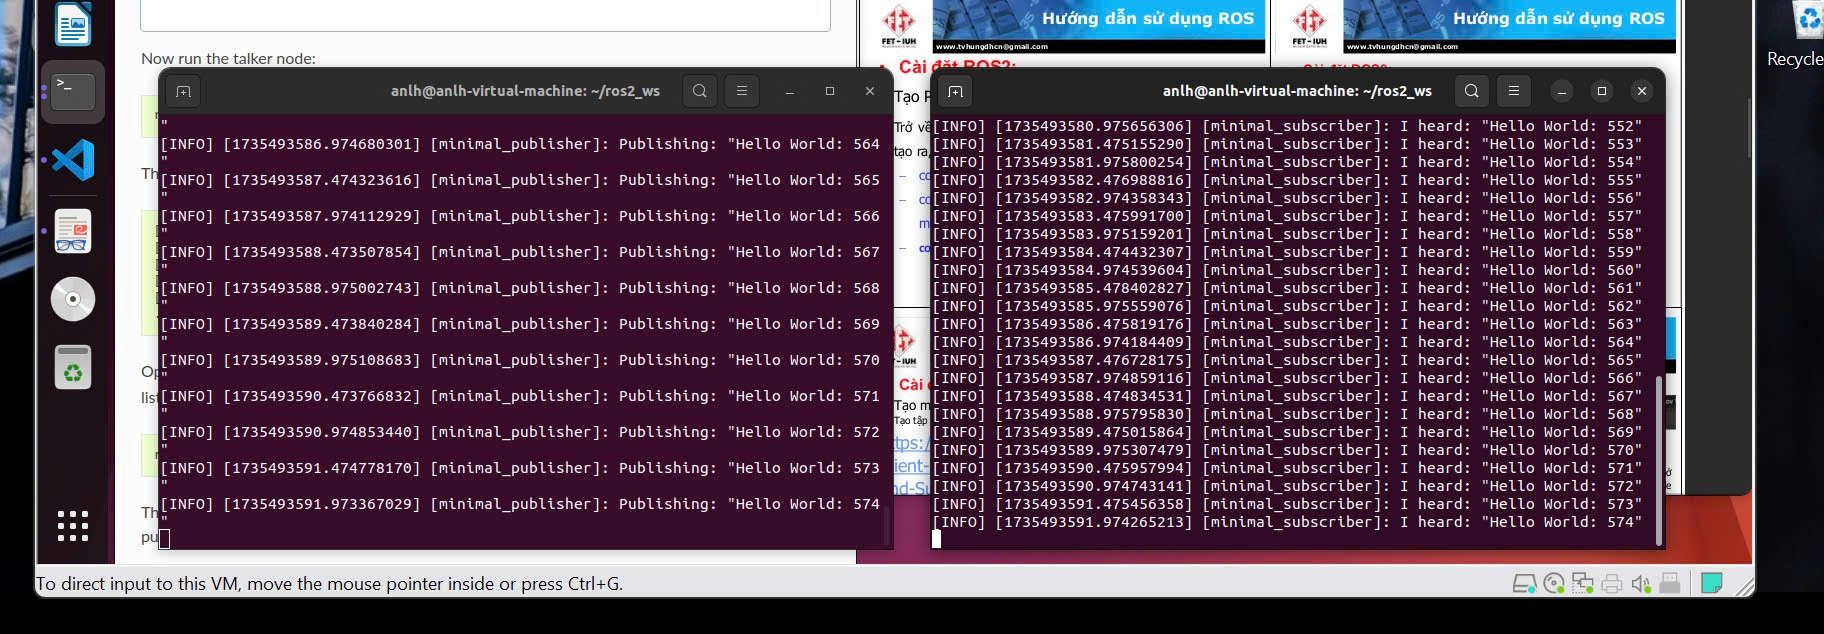 Now run the talker node:
Hướng dẫn sử dụng ROS
FET - IUH
www.tvhungdhcn@gmail.com
Hướng dẫn sử dụng ROS
FET - IUH
www.tvhungdhcn@gmail.com
Recycle
Cài đặt ROS2:
anlh@anlh-virtual-machine: ~/ros2_ws
"
[INFO] [1735493586.974680301] [minimal_publisher]: Publishing: "Hello World: 564
"
[INFO] [1735493587.474323616] [minimal_publisher]: Publishing: "Hello World: 565
"
[INFO] [1735493587.974112929] [minimal_publisher]: Publishing: "Hello World: 566
"
[INFO] [1735493588.473507854] [minimal_publisher]: Publishing: "Hello World: 567
"
[INFO] [1735493588.975002743] [minimal_publisher]: Publishing: "Hello World: 568
"
[INFO] [1735493589.473840284] [minimal_publisher]: Publishing: "Hello World: 569
"
[INFO] [1735493589.975108683] [minimal_publisher]: Publishing: "Hello World: 570
"
[INFO] [1735493590.473766832] [minimal_publisher]: Publishing: "Hello World: 571
"
[INFO] [1735493590.974853440] [minimal_publisher]: Publishing: "Hello World: 572
"
[INFO] [1735493591.474778170] [minimal_publisher]: Publishing: "Hello World: 573
"
[INFO] [1735493591.973367029] [minimal_publisher]: Publishing: "Hello World: 574
"
Tạo P
Trở về
tạo ra,
Cài
Tạo m
Tạo tập
anlh@anlh-virtual-machine: ~/ros2_ws
[INFO] [1735493580.975656306] [minimal_subscriber]: I heard: "Hello World: 552"
[INFO] [1735493581.475155290] [minimal_subscriber]: I heard: "Hello World: 553"
[INFO] [1735493581.975800254] [minimal_subscriber]: I heard: "Hello World: 554"
[INFO] [1735493582.476988816] [minimal_subscriber]: I heard: "Hello World: 555"
[INFO] [1735493582.974358343] [minimal_subscriber]: I heard: "Hello World: 556"
[INFO] [1735493583.475991700] [minimal_subscriber]: I heard: "Hello World: 557"
[INFO] [1735493583.975159201] [minimal_subscriber]: I heard: "Hello World: 558"
[INFO] [1735493584.474432307] [minimal_subscriber]: I heard: "Hello World: 559"
[INFO] [1735493584.974539604] [minimal_subscriber]: I heard: "Hello World: 560"
[INFO] [1735493585.478402827] [minimal_subscriber]: I heard: "Hello World: 561"
[INFO] [1735493585.975559076] [minimal_subscriber]: I heard: "Hello World: 562"
[INFO] [1735493586.475819176] [minimal_subscriber]: I heard: "Hello World: 563"
[INFO] [1735493586.974184409] [minimal_subscriber]: I heard: "Hello World: 564"
[INFO] [1735493587.476728175] [minimal_subscriber]: I heard: "Hello World: 565"
[INFO] [1735493587.974859116] [minimal_subscriber]: I heard: "Hello World: 566"
[INFO] [1735493588.474834531] [minimal_subscriber]: I heard: "Hello World: 567"
[INFO] [1735493588.975795830] [minimal_subscriber]: I heard: "Hello World: 568"
[INFO] [1735493589.475015864] [minimal_subscriber]: I heard: "Hello World: 569"
[INFO] [1735493589.975307479] [minimal_subscriber]: I heard: "Hello World: 570"
[INFO] [1735493590.475957994] [minimal_subscriber]: I heard: "Hello World: 571"
[INFO] [1735493590.974743141] [minimal_subscriber]: I heard: "Hello World: 572"
[INFO] [1735493591.475456358] [minimal_subscriber]: I heard: "Hello World: 573"
[INFO] [1735493591.974265213] [minimal_subscriber]: I heard: "Hello World: 574"
To direct input to this VM, move the mouse pointer inside or press Ctrl+G.